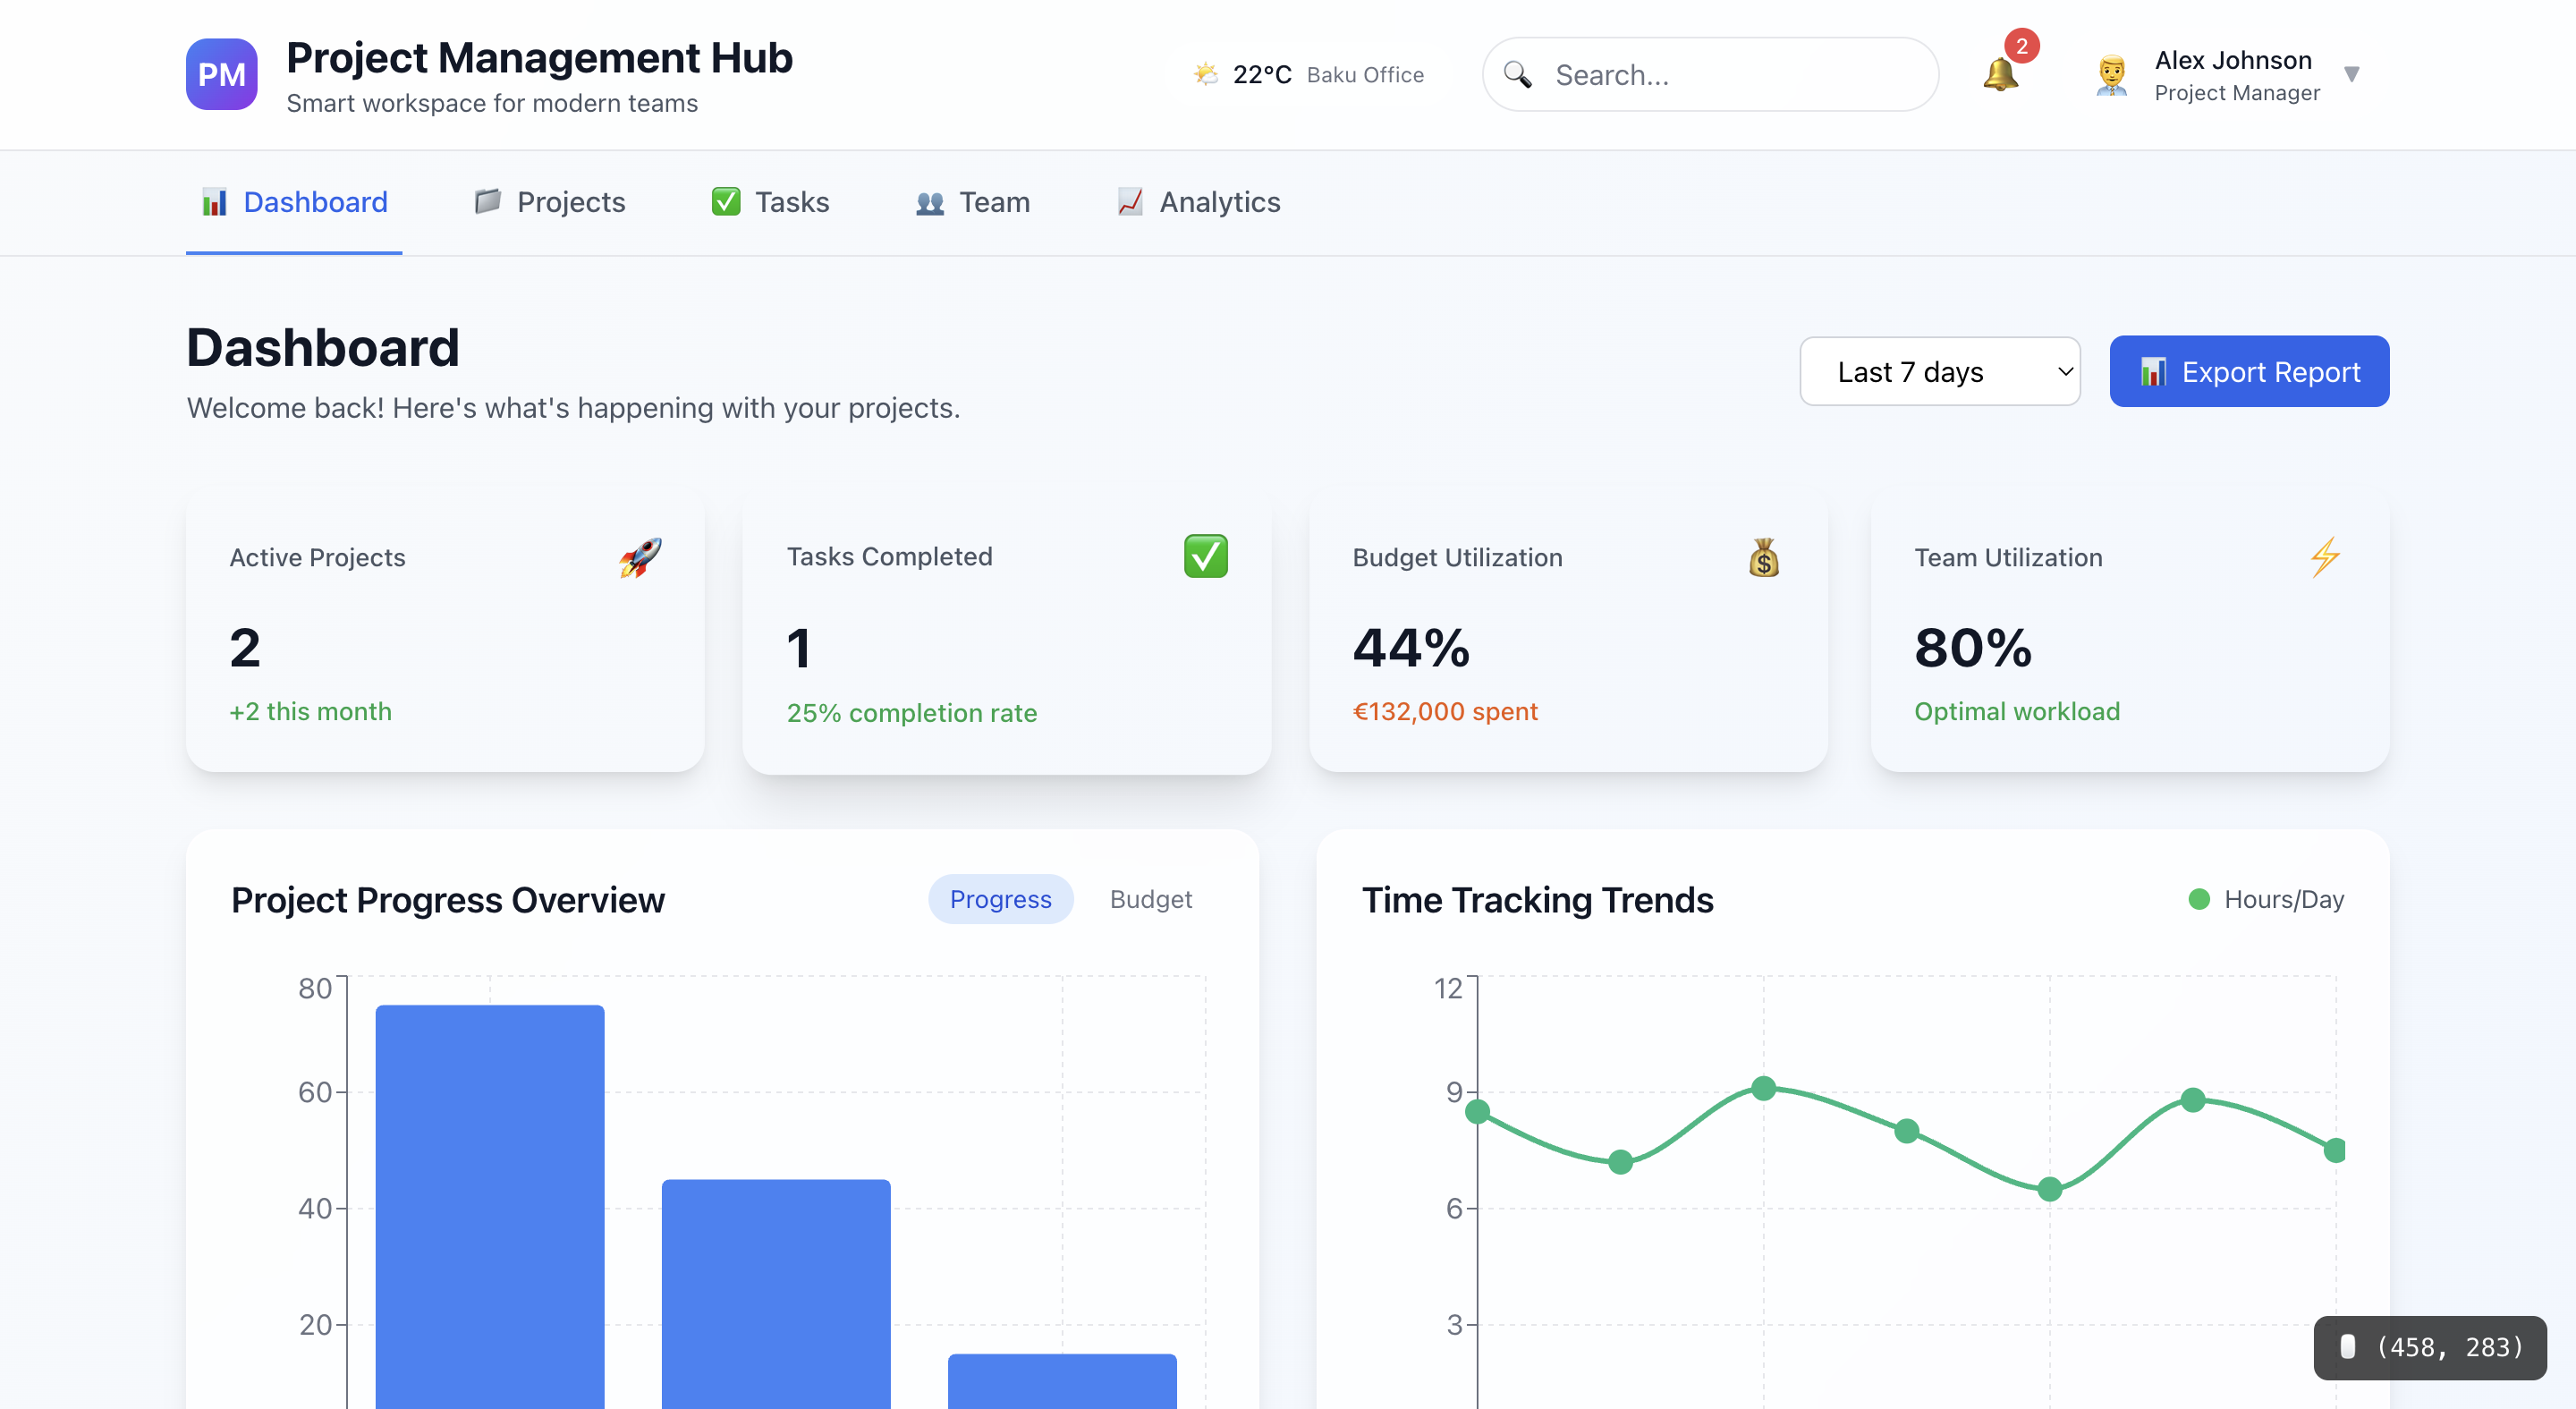 PM
Project Management Hub
Smart workspace for modern teams
22°C Baku Office
Search...
2
Alex Johnson
Project Manager
Dashboard
Projects
Tasks
Team
Analytics
Dashboard
Welcome back! Here's what's happening with your projects.
Last 7 days
Export Report
Active Projects
2
+2 this month
Tasks Completed
1
25% completion rate
Budget Utilization
44%
€132,000 spent
Team Utilization
80%
Optimal workload
Project Progress Overview
Progress
Budget
80
60
40
20
Time Tracking Trends
Hours/Day
12
9
6
3
(458, 283)